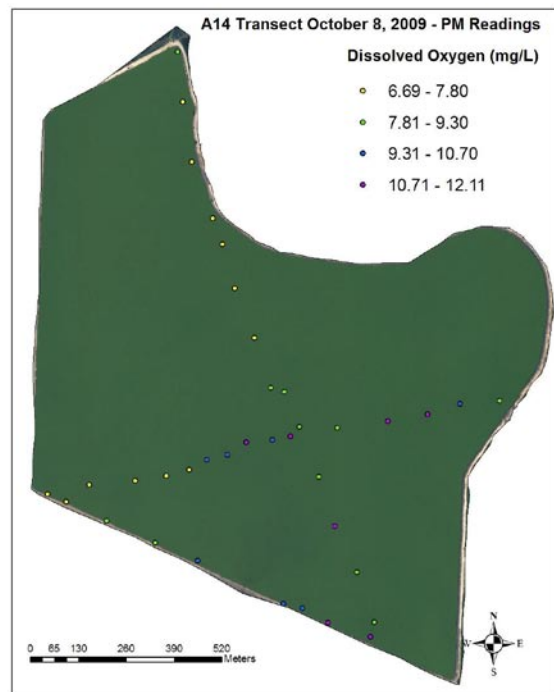 A14 Transect October 8, 2009 - PM Readings
Dissolved Oxygen (mg/L)
6.69 - 7.80
7.81 - 9.30
9.31 - 10.70
10.71 - 12.11
N
W
E
S
0 65 130 260 390 520
Meters